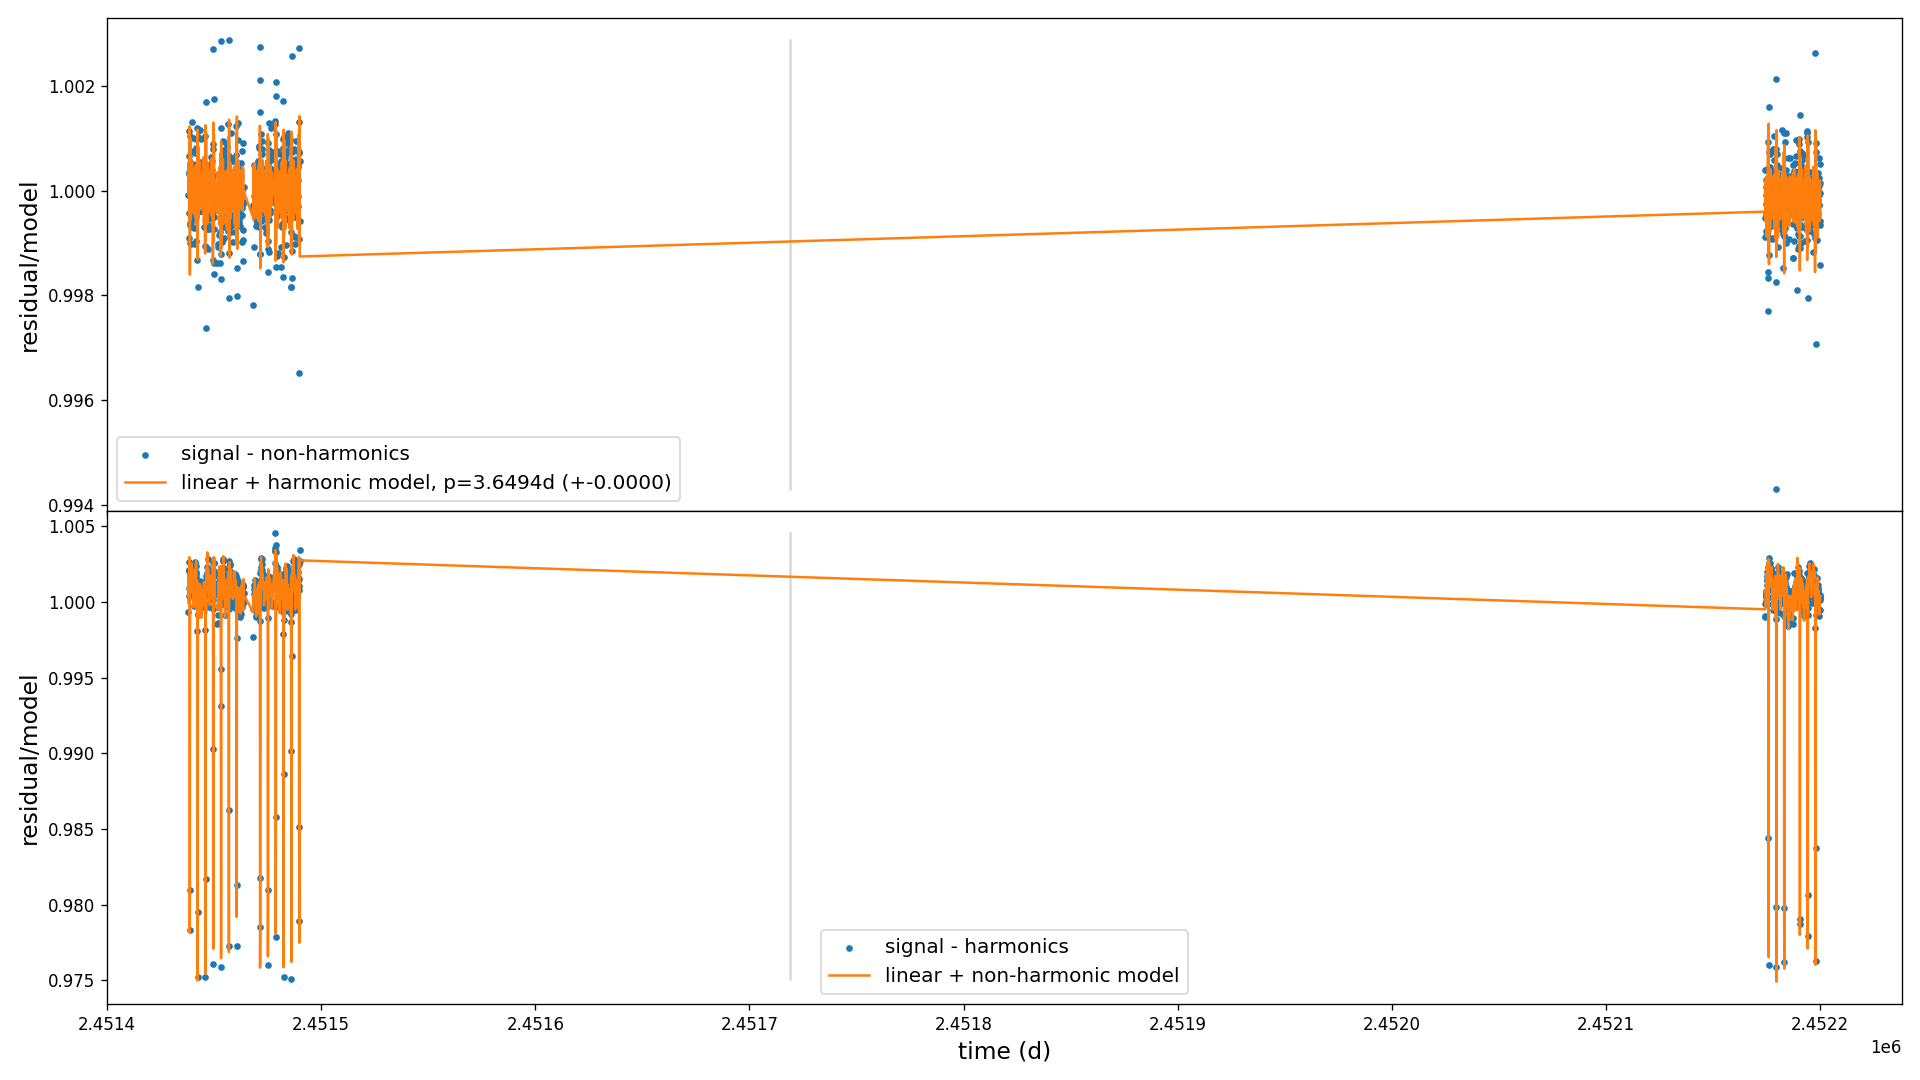 1.002
1.000
0.998
0.996
0.994
residual/model
signal - non-harmonics
linear + harmonic model, p=3.6494d (+-0.0000)
1.005
1.000
0.995
0.990
0.985
0.980
0.975
residual/model
signal - harmonics
linear + non-harmonic model
2.4514 2.4515 2.4516 2.4517 2.4518 2.4519 2.4520 2.4521 2.4522
1e6
time (d)